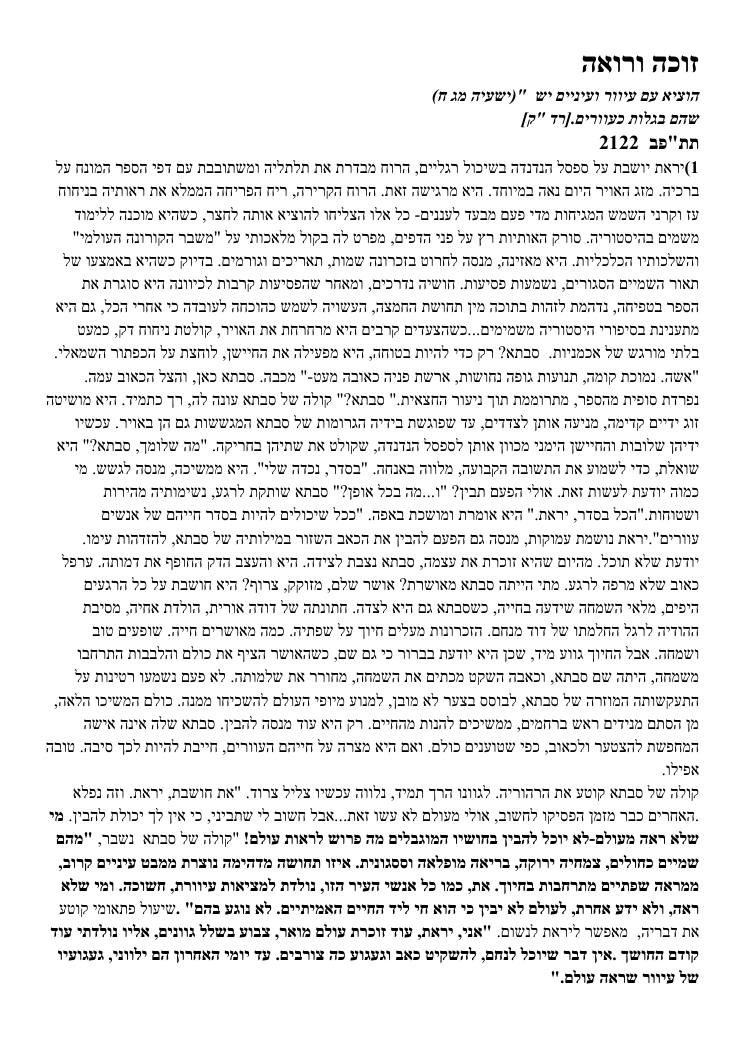 זוכה ורואה
הוציא עם עיוור ועיניים יש  "(ישעיה מג ח)
שהם בגלות כעוורים.[רד "ק]
תת"פב  2122
1)יראת יושבת על ספסל הנדנדה בשיכול רגליים, הרוח מבדרת את תלתליה ומשתובבת עם דפי הספר המונח על
ברכיה. מזג האויר היום נאה במיוחד. היא מרגישה זאת. הרוח הקרירה, ריח הפריחה הממלא את ראותיה בניחוח
עז וקרני השמש המגיחות מדי פעם מבעד לעננים- כל אלו הצליחו להוציא אותה לחצר, כשהיא מוכנה ללימוד
משמים בהיסטוריה. סורק האותיות רץ על פני הדפים, מפרט לה בקול מלאכותי על "משבר הקורונה העולמי"
והשלכותיו הכלכליות. היא מאזינה, מנסה לחרוט בזכרונה שמות, תאריכים וגורמים. בדיוק כשהיא באמצעו של
תאור השמיים הסגורים, נשמעות פסיעות. חושיה נדרכים, ומאחר שהפסיעות קרבות לכיוונה היא סוגרת את
הספר בטפיחה, נדהמת לזהות בתוכה מין תחושת החמצה, העשויה לשמש כהוכחה לעובדה כי אחרי הכל, גם היא
מתענינת בסיפורי היסטוריה משמימים...כשהצעדים קרבים היא מרחרחת את האויר, קולטת ניחוח דק, כמעט
בלתי מורגש של אכמניות.  סבתא? רק כדי להיות בטוחה, היא מפעילה את החיישן, לוחצת על הכפתור השמאלי.
"אשה. נמוכת קומה, תנועות גופה נחושות, ארשת פניה כאובה מעט-" מכבה. סבתא כאן, והצל הכאוב עמה.
נפרדת סופית מהספר, מתרוממת תוך ניעור החצאית." סבתא?" קולה של סבתא עונה לה, רך כתמיד. היא מושיטה
זוג ידיים קדימה, מניעה אותן לצדדים, עד שפוגשת בידיה הגרומות של סבתא המגששות גם הן באויר. עכשיו
ידיהן שלובות והחיישן הימני מכוון אותן לספסל הנדנדה, שקולט את שתיהן בחריקה. "מה שלומך, סבתא?" היא
שואלת, כדי לשמוע את התשובה הקבועה, מלווה באנחה. "בסדר, נכדה שלי". היא ממשיכה, מנסה לגשש. מי
כמוה יודעת לעשות זאת. אולי הפעם תבין? "ו...מה בכל אופן?" סבתא שותקת לרגע, נשימותיה מהירות
ושטוחות."הכל בסדר, יראת." היא אומרת ומושכת באפה. "ככל שיכולים להיות בסדר חייהם של אנשים
עוורים".יראת נושמת עמוקות, מנסה גם הפעם להבין את הכאב השזור במילותיה של סבתא, להזדהות עימו.
יודעת שלא תוכל. מהיום שהיא זוכרת את עצמה, סבתא נצבת לצידה. היא והעצב הדק החופף את דמותה. ערפל
כאוב שלא מרפה לרגע. מתי הייתה סבתא מאושרת? אושר שלם, מזוקק, צרוף? היא חושבת על כל הרגעים
היפים, מלאי השמחה שידעה בחייה, כשסבתא גם היא לצדה. חתונתה של דודה אורית, הולדת אחיה, מסיבת
ההודיה לרגל החלמתו של דוד מנחם. הזכרונות מעלים חיוך על שפתיה. כמה מאושרים חייה. שופעים טוב
ושמחה. אבל החיוך גווע מיד, שכן היא יודעת בברור כי גם שם, כשהאושר הציף את כולם והלבבות התרחבו
משמחה, היתה שם סבתא, וכאבה השקט מכתים את השמחה, מחורר את שלמותה. לא פעם נשמעו רטינות על
התעקשותה המוזרה של סבתא, לבוסס בצער לא מובן, למנוע מיופי העולם להשכיחו ממנה. כולם המשיכו הלאה,
מן הסתם מנידים ראש ברחמים, ממשיכים להנות מהחיים. רק היא עוד מנסה להבין. סבתא שלה אינה אישה
המחפשת להצטער ולכאוב, כפי שטוענים כולם. ואם היא מצרה על חייהם העוורים, חייבת להיות לכך סיבה. טובה
אפילו.
קולה של סבתא קוטע את הרהוריה. לגוונו הרך תמיד, נלווה עכשיו צליל צרוד. "את חושבת, יראת. וזה נפלא
.האחרים כבר מזמן הפסיקו לחשוב, אולי מעולם לא עשו זאת...אבל חשוב לי שתביני, כי אין לך יכולת להבין. מי
שלא ראה מעולם-לא יוכל להבין בחושיו המוגבלים מה פרוש לראות עולם! "קולה של סבתא  נשבר, "מהם
שמיים כחולים, צמחיה ירוקה, בריאה מופלאה וססגונית. איזו תחושה מדהימה נוצרת ממבט עיניים קרוב,
ממראה שפתיים מתרחבות בחיוך. את, כמו כל אנשי העיר הזו, נולדת למציאות עיוורת, חשוכה. ומי שלא
ראה, ולא ידע אחרת, לעולם לא יבין כי הוא חי ליד החיים האמיתיים. לא נוגע בהם" .שיעול פתאומי קוטע
את דבריה,  מאפשר ליראת לנשום. "אני, יראת, עוד זוכרת עולם מואר, צבוע בשלל גוונים, אליו נולדתי עוד
קודם החושך .אין דבר שיוכל לנחם, להשקיט כאב וגעגוע כה צורבים. עד יומי האחרון הם ילווני, געגועיו
של עיוור שראה עולם."